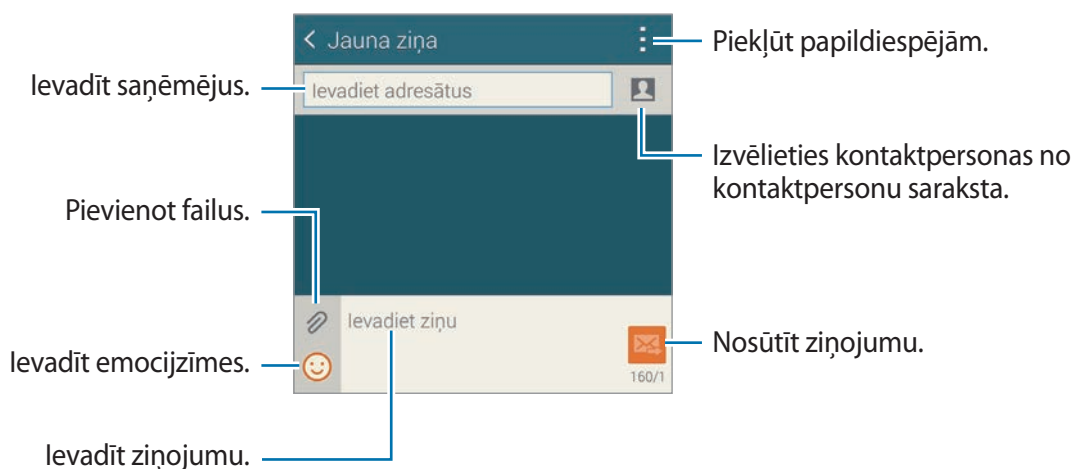 Jauna ziņa
Piekļūt papildiespējām.
Ievadīt saņēmējus.
Ievadiet adresātus
Izvēlieties kontaktpersonas no
kontaktpersonu saraksta.
Pievienot failus.
Ievadiet ziņu
Nosūtīt ziņojumu.
Ievadīt emocijzīmes.
160/1
Ievadīt ziņojumu.